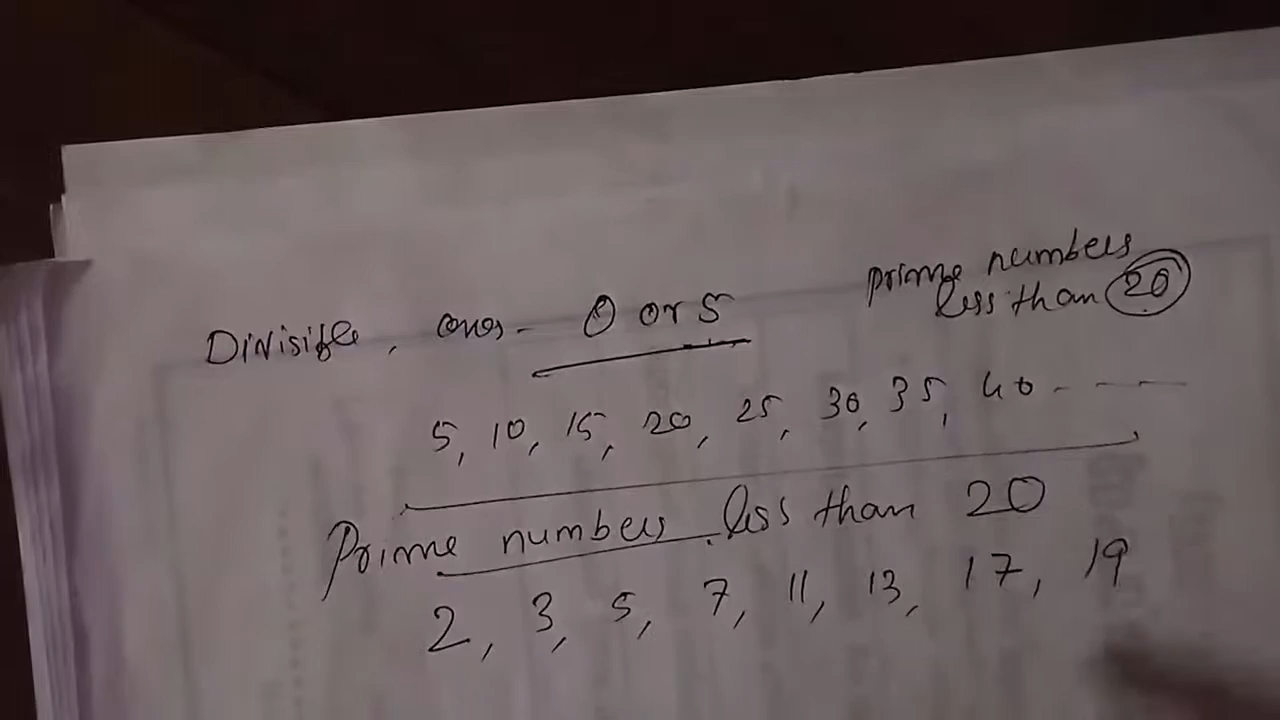 prime numbers
less than 20
Divisible, ones - 0 or 5
5, 10, 15, 20, 25, 30, 35, 40 - - -
Prime numbers less than 20
2, 3, 5, 7, 11, 13, 17, 19